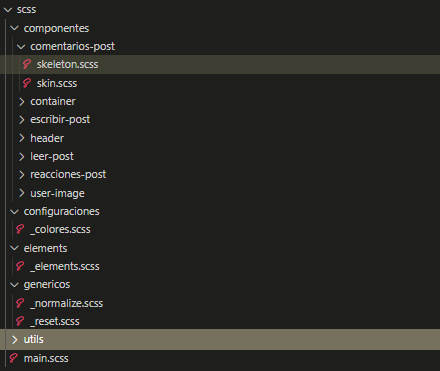 scss
componentes
comentarios-post
skeleton.scss
skin.scss
container
escribir-post
header
leer-post
reacciones-post
user-image
configuraciones
_colores.scss
elements
_elements.scss
genericos
_normalize.scss
_reset.scss
utils
main.scss